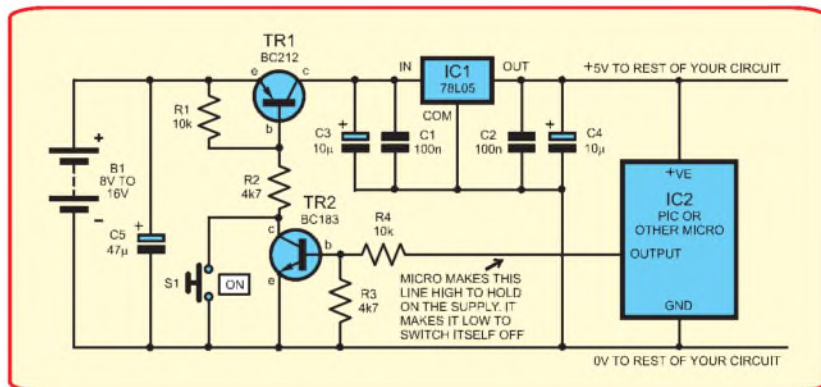 TR1
BC212
e
c
b
IN
IC1
78L05
OUT
COM
+5V TO REST OF YOUR CIRCUIT
R1
10k
+
C3
10μ
C1
100n
C2
100n
+
C4
10μ
+
B1
8V TO
16V
−
R2
4k7
TR2
BC183
c
b
e
R4
10k
+
C5
47μ
S1
ON
R3
4k7
MICRO MAKES THIS
LINE HIGH TO HOLD
ON THE SUPPLY. IT
MAKES IT LOW TO
SWITCH ITSELF OFF
+VE
IC2
PIC OR
OTHER MICRO
OUTPUT
GND
0V TO REST OF YOUR CIRCUIT